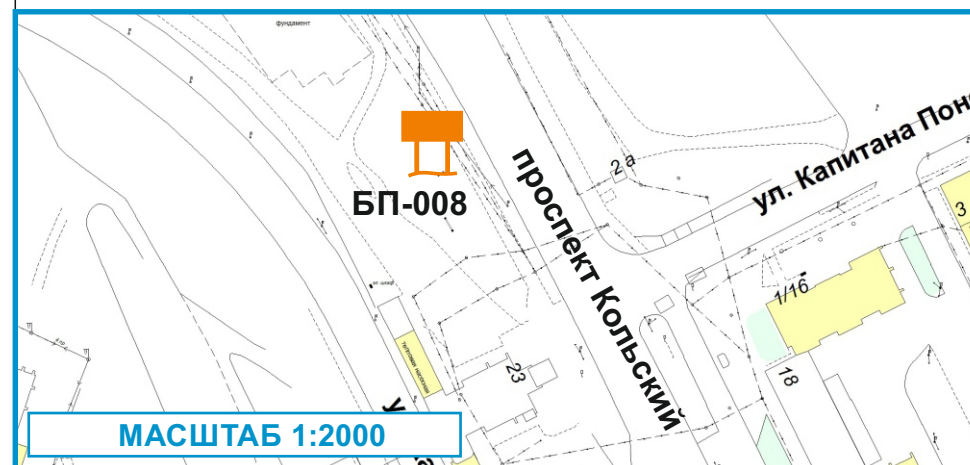 фундамент
БП-008
проспект Кольский
2 а
ул. Капитана Пон
3
1/16
18
23
МАСШТАБ 1:2000